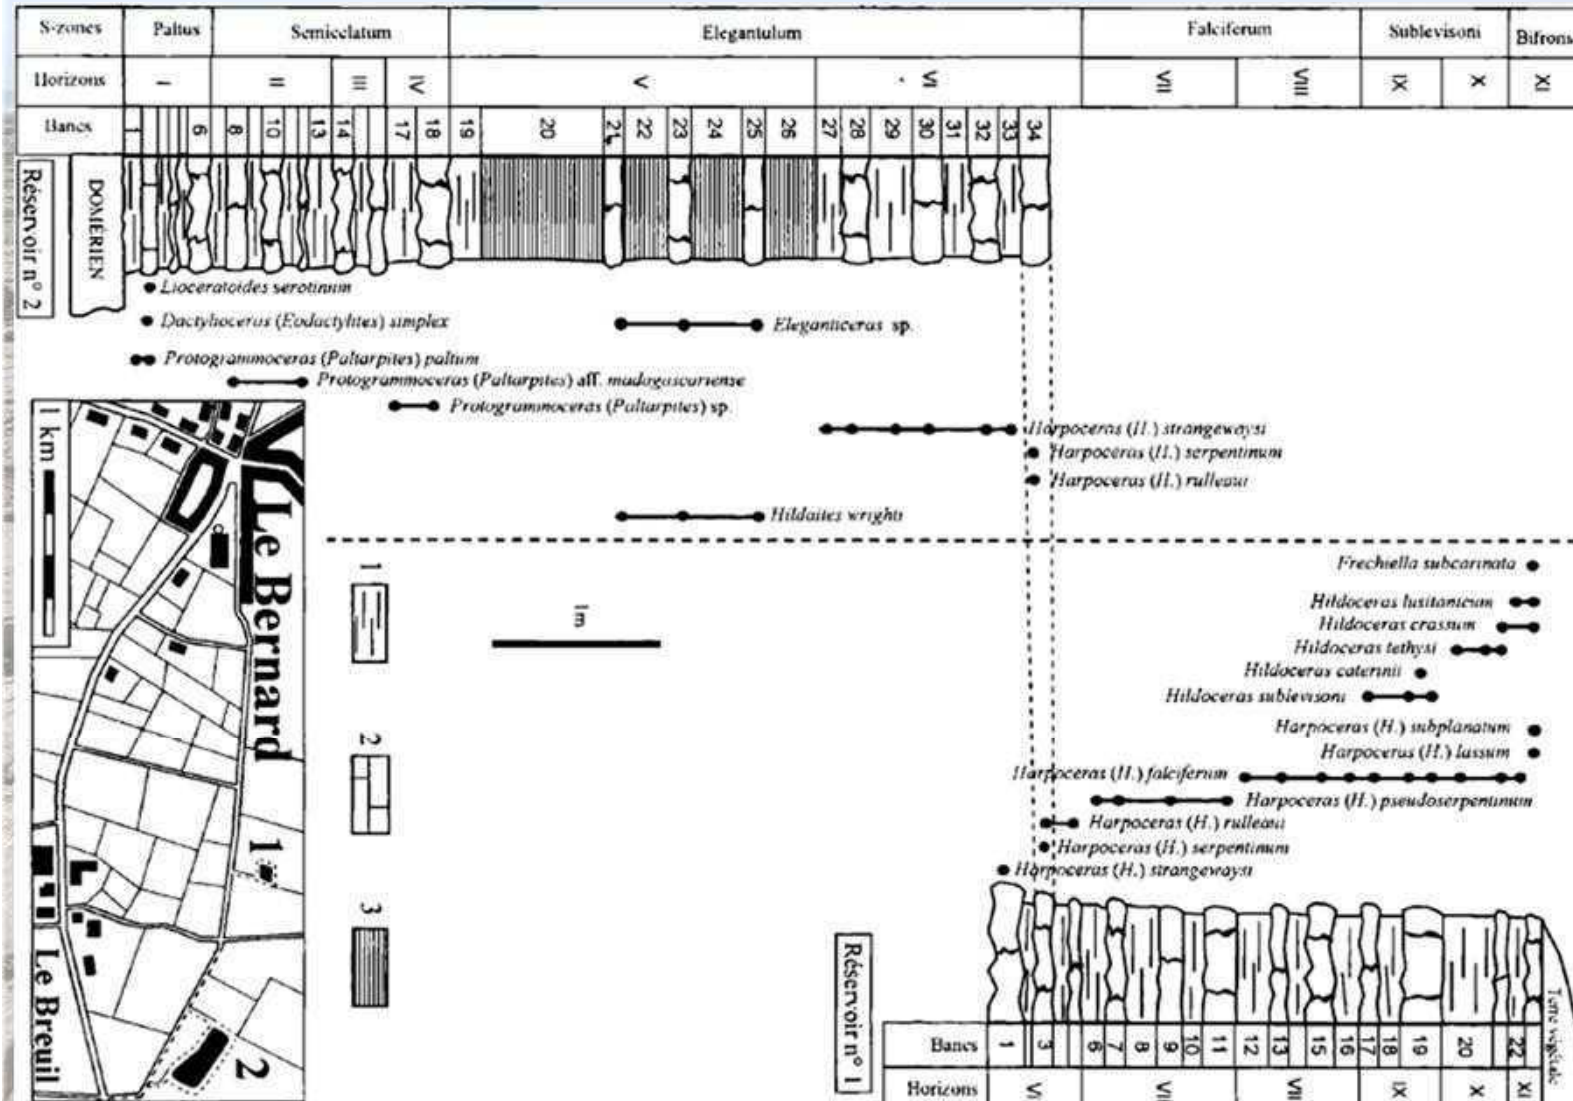 S-zones Paltus Semicelatum Elegantulum Falciferum Sublevisoni Bifrons
Horizons I II III IV V VI VII VIII IX X XI
Bancs 1 6 8 10 13 14 17 18 19 20 21 22 23 24 25 26 27 28 29 30 31 32 33 34
Réservoir n° 2
DOMÉRIEN
Lioceratoides serotinum
Dactylioceras (Eodactylites) simplex
Eleganticeras sp.
Protogrammoceras (Paltarpites) paltum
Protogrammoceras (Paltarpites) aff. madagascariense
Protogrammoceras (Paltarpites) sp.
Harpoceras (H.) strangewaysi
Harpoceras (H.) serpentinum
Harpoceras (H.) rulleaui
Hildaites wrighti
1 km
Le Bernard
1
2
Le Breuil
1
2
3
1m
Frechiella subcarinata
Hildoceras lusitanicum
Hildoceras crassum
Hildoceras tethysi
Hildoceras caterinii
Hildoceras sublevisoni
Harpoceras (H.) subplanatum
Harpoceras (H.) lassum
Harpoceras (H.) falciferum
Harpoceras (H.) pseudoserpentinum
Harpoceras (H.) rulleaui
Harpoceras (H.) serpentinum
Harpoceras (H.) strangewaysi
Réservoir n° 1
Terre végétale
Bancs 1 3 6 7 8 9 10 11 12 13 15 16 17 18 19 20 22
Horizons VI VII VIII IX X XI